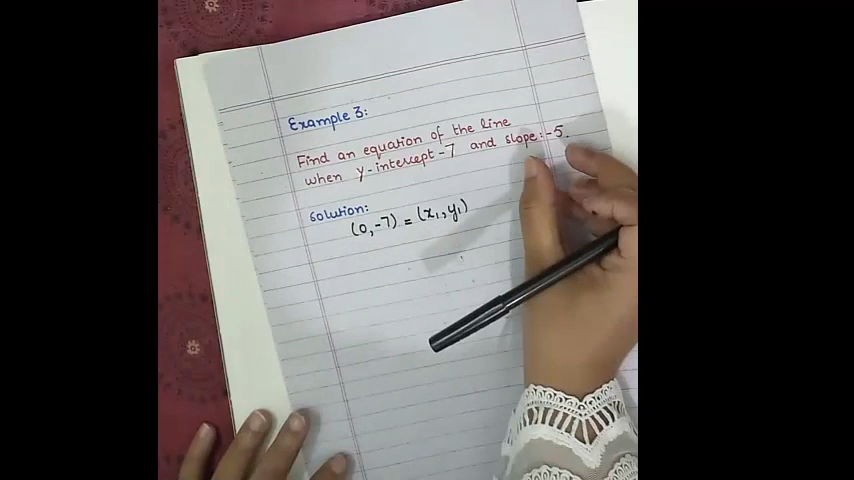 Example 3:
Find an equation of the line
when y-intercept -7 and slope: -5.
Solution:
(0, -7) = (x₁, y₁)